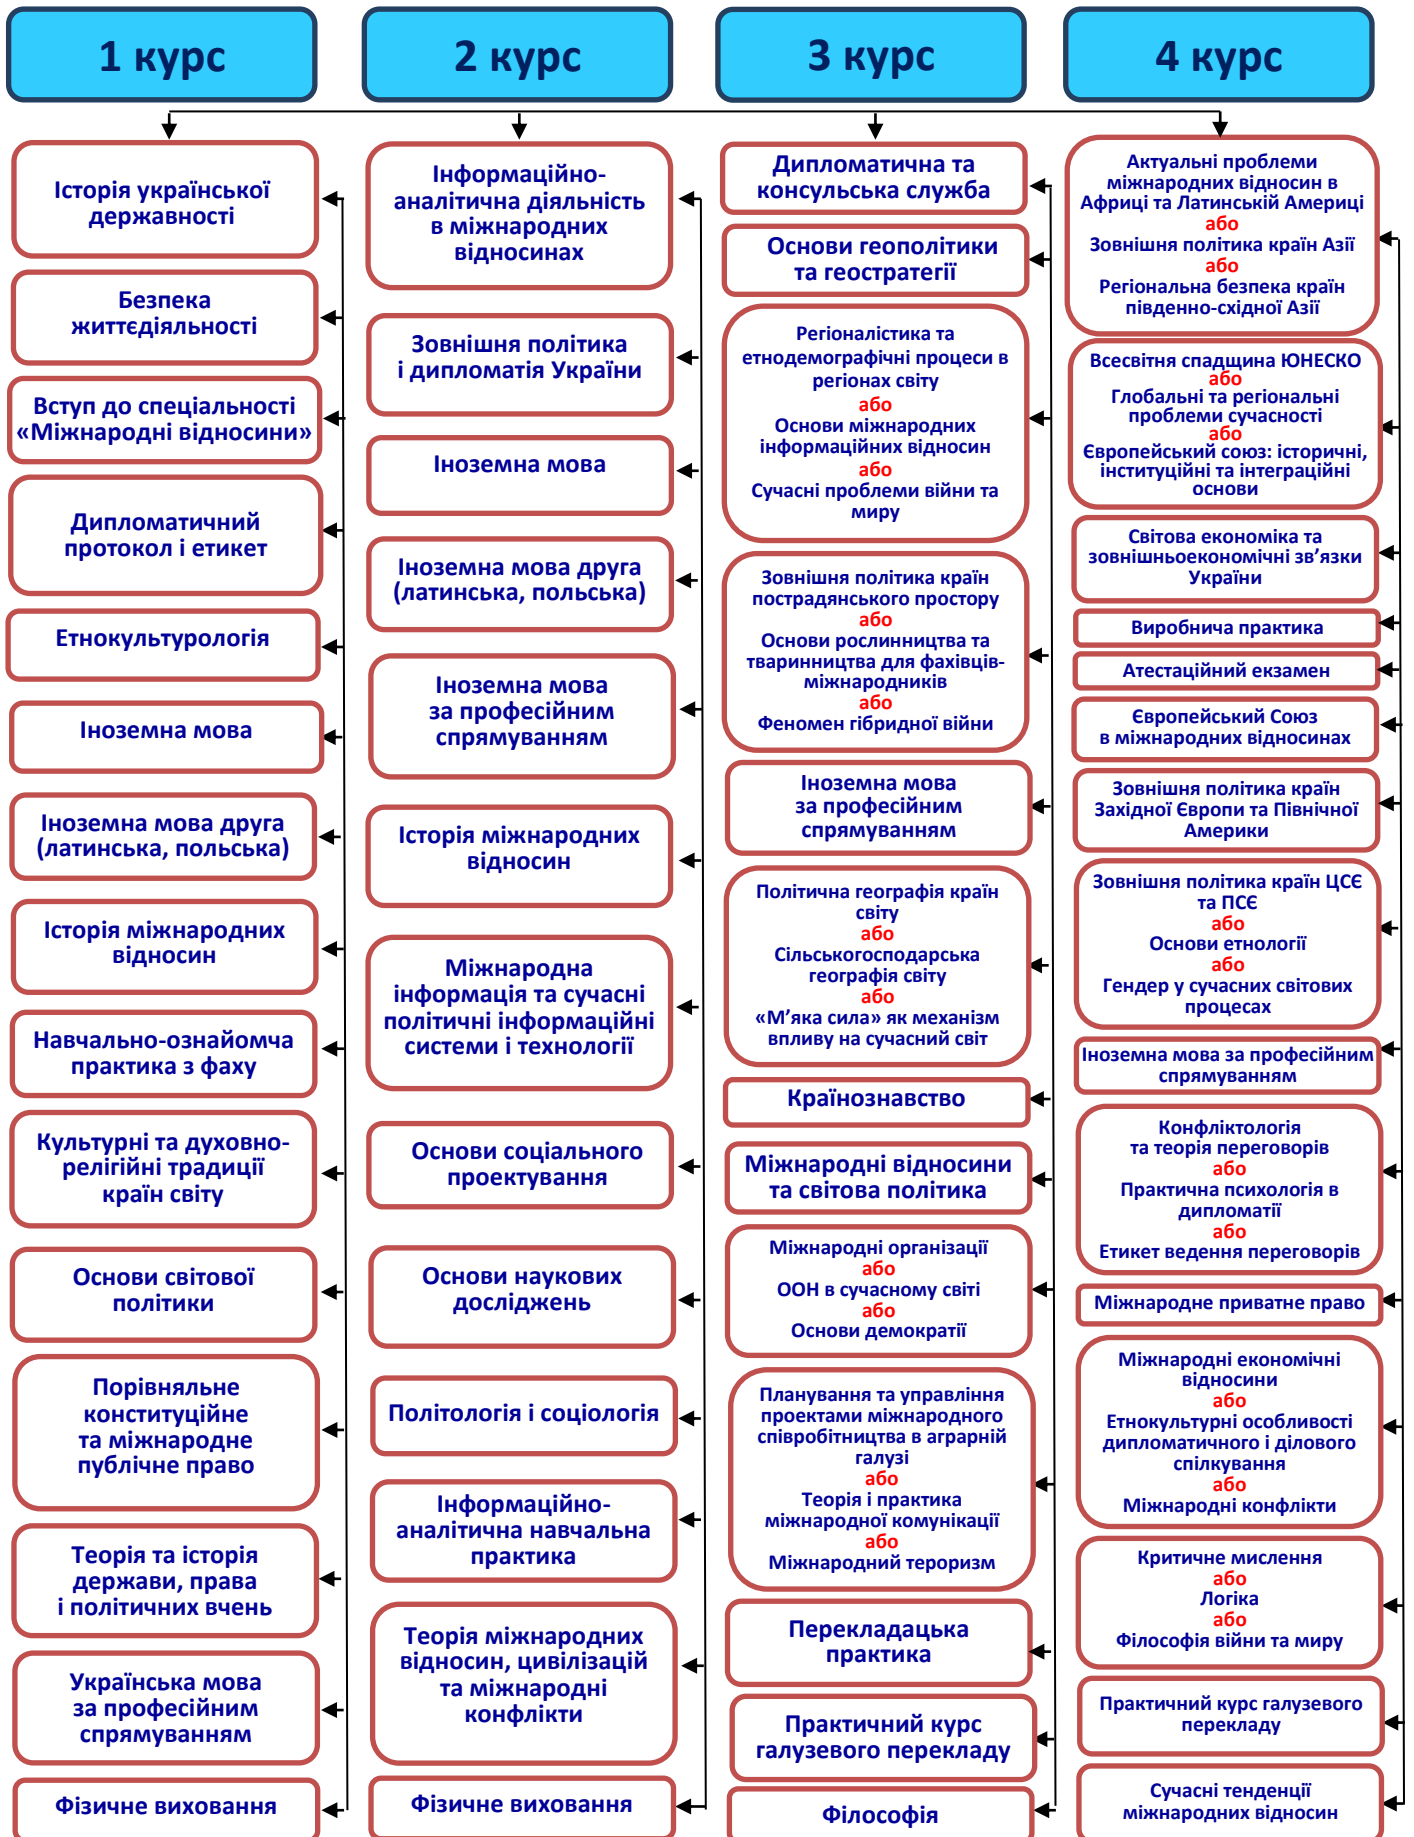 1 курс
2 курс
3 курс
4 курс
Історія української
державності
Безпека
життєдіяльності
Вступ до спеціальності
«Міжнародні відносини»
Дипломатичний
протокол і етикет
Етнокультурологія
Іноземна мова
Іноземна мова друга
(латинська, польська)
Історія міжнародних
відносин
Навчально-ознайомча
практика з фаху
Культурні та духовно-
релігійні традиції
країн світу
Основи світової
політики
Порівняльне
конституційне
та міжнародне
публічне право
Теорія та історія
держави, права
і політичних вчень
Українська мова
за професійним
спрямуванням
Фізичне виховання
Інформаційно-
аналітична діяльність
в міжнародних
відносинах
Зовнішня політика
і дипломатія України
Іноземна мова
Іноземна мова друга
(латинська, польська)
Іноземна мова
за професійним
спрямуванням
Історія міжнародних
відносин
Міжнародна
інформація та сучасні
політичні інформаційні
системи і технології
Основи соціального
проектування
Основи наукових
досліджень
Політологія і соціологія
Інформаційно-
аналітична навчальна
практика
Теорія міжнародних
відносин, цивілізацій
та міжнародні
конфлікти
Фізичне виховання
Дипломатична та
консульська служба
Основи геополітики
та геостратегії
Регіоналістика та
етнодемографічні процеси в
регіонах світу
або
Основи міжнародних
інформаційних відносин
або
Сучасні проблеми війни та
миру
Зовнішня політика країн
пострадянського простору
або
Основи рослинництва та
тваринництва для фахівців-
міжнародників
або
Феномен гібридної війни
Іноземна мова
за професійним
спрямуванням
Політична географія країн
світу
або
Сільськогосподарська
географія світу
або
«М’яка сила» як механізм
впливу на сучасний світ
Країнознавство
Міжнародні відносини
та світова політика
Міжнародні організації
або
ООН в сучасному світі
або
Основи демократії
Планування та управління
проектами міжнародного
співробітництва в аграрній
галузі
або
Теорія і практика
міжнародної комунікації
або
Міжнародний тероризм
Перекладацька
практика
Практичний курс
галузевого перекладу
Філософія
Актуальні проблеми
міжнародних відносин в
Африці та Латинській Америці
або
Зовнішня політика країн Азії
або
Регіональна безпека країн
південно-східної Азії
Всесвітня спадщина ЮНЕСКО
або
Глобальні та регіональні
проблеми сучасності
або
Європейський союз: історичні,
інституційні та інтеграційні
основи
Світова економіка та
зовнішньоекономічні зв’язки
України
Виробнича практика
Атестаційний екзамен
Європейський Союз
в міжнародних відносинах
Зовнішня політика країн
Західної Європи та Північної
Америки
Зовнішня політика країн ЦСЄ
та ПСЄ
або
Основи етнології
або
Гендер у сучасних світових
процесах
Іноземна мова за професійним
спрямуванням
Конфліктологія
та теорія переговорів
або
Практична психологія в
дипломатії
або
Етикет ведення переговорів
Міжнародне приватне право
Міжнародні економічні
відносини
або
Етнокультурні особливості
дипломатичного і ділового
спілкування
або
Міжнародні конфлікти
Критичне мислення
або
Логіка
або
Філософія війни та миру
Практичний курс галузевого
перекладу
Сучасні тенденції
міжнародних відносин